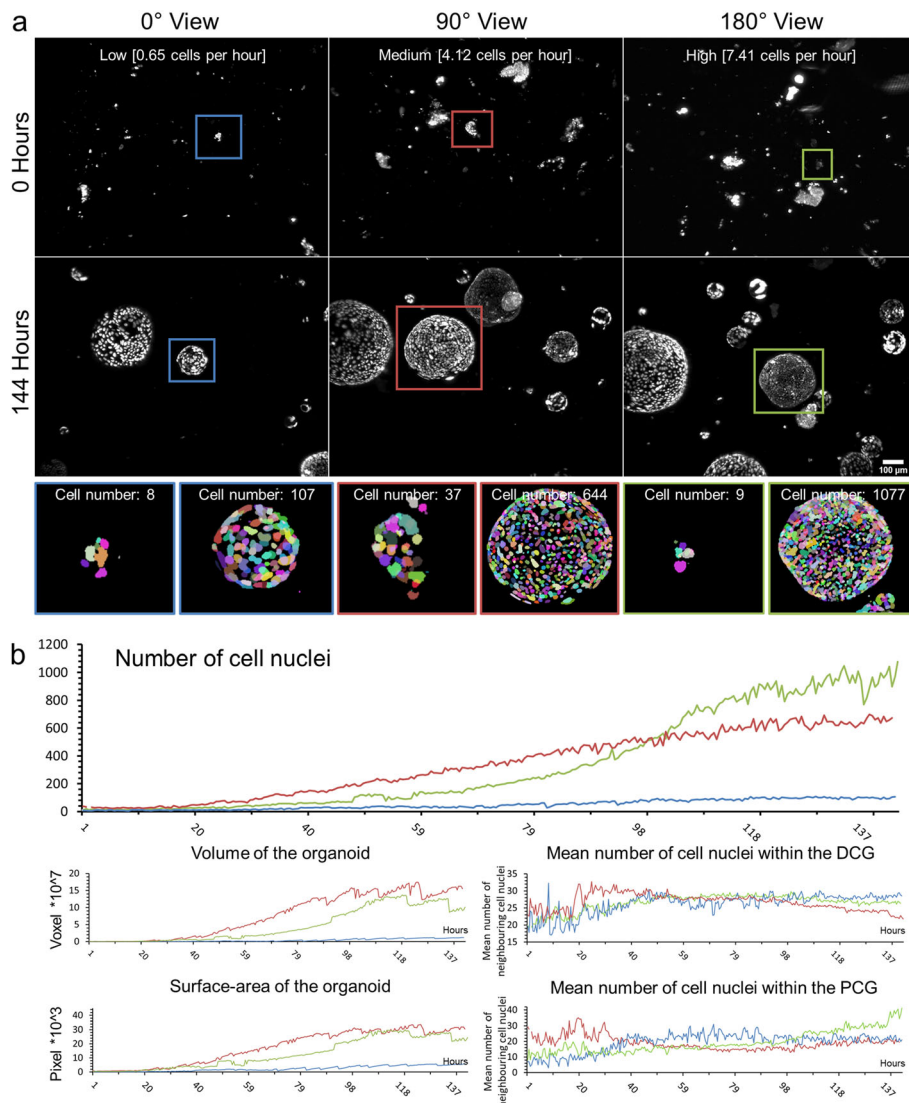 a
0° View 90° View 180° View
0 Hours
Low [0.65 cells per hour] Medium [4.12 cells per hour] High [7.41 cells per hour]
144 Hours
100 µm
Cell number: 8 Cell number: 107 Cell number: 37 Cell number: 644 Cell number: 9 Cell number: 1077
b
Number of cell nuclei
1200
1000
800
600
400
200
0
1 20 40 59 79 98 118 137
Volume of the organoid
Voxel *10^7
20
15
10
5
0
Hours
1 20 40 59 79 98 118 137
Mean number of cell nuclei within the DCG
Mean number of
neighbouring cell nuclei
35
30
25
20
15
Hours
1 20 40 59 79 98 118 137
Surface-area of the organoid
Pixel *10^3
40
30
20
10
0
Hours
1 20 40 59 79 98 118 137
Mean number of cell nuclei within the PCG
Mean number of
neighbouring cell nuclei
40
30
20
10
0
Hours
1 20 40 59 79 98 118 137